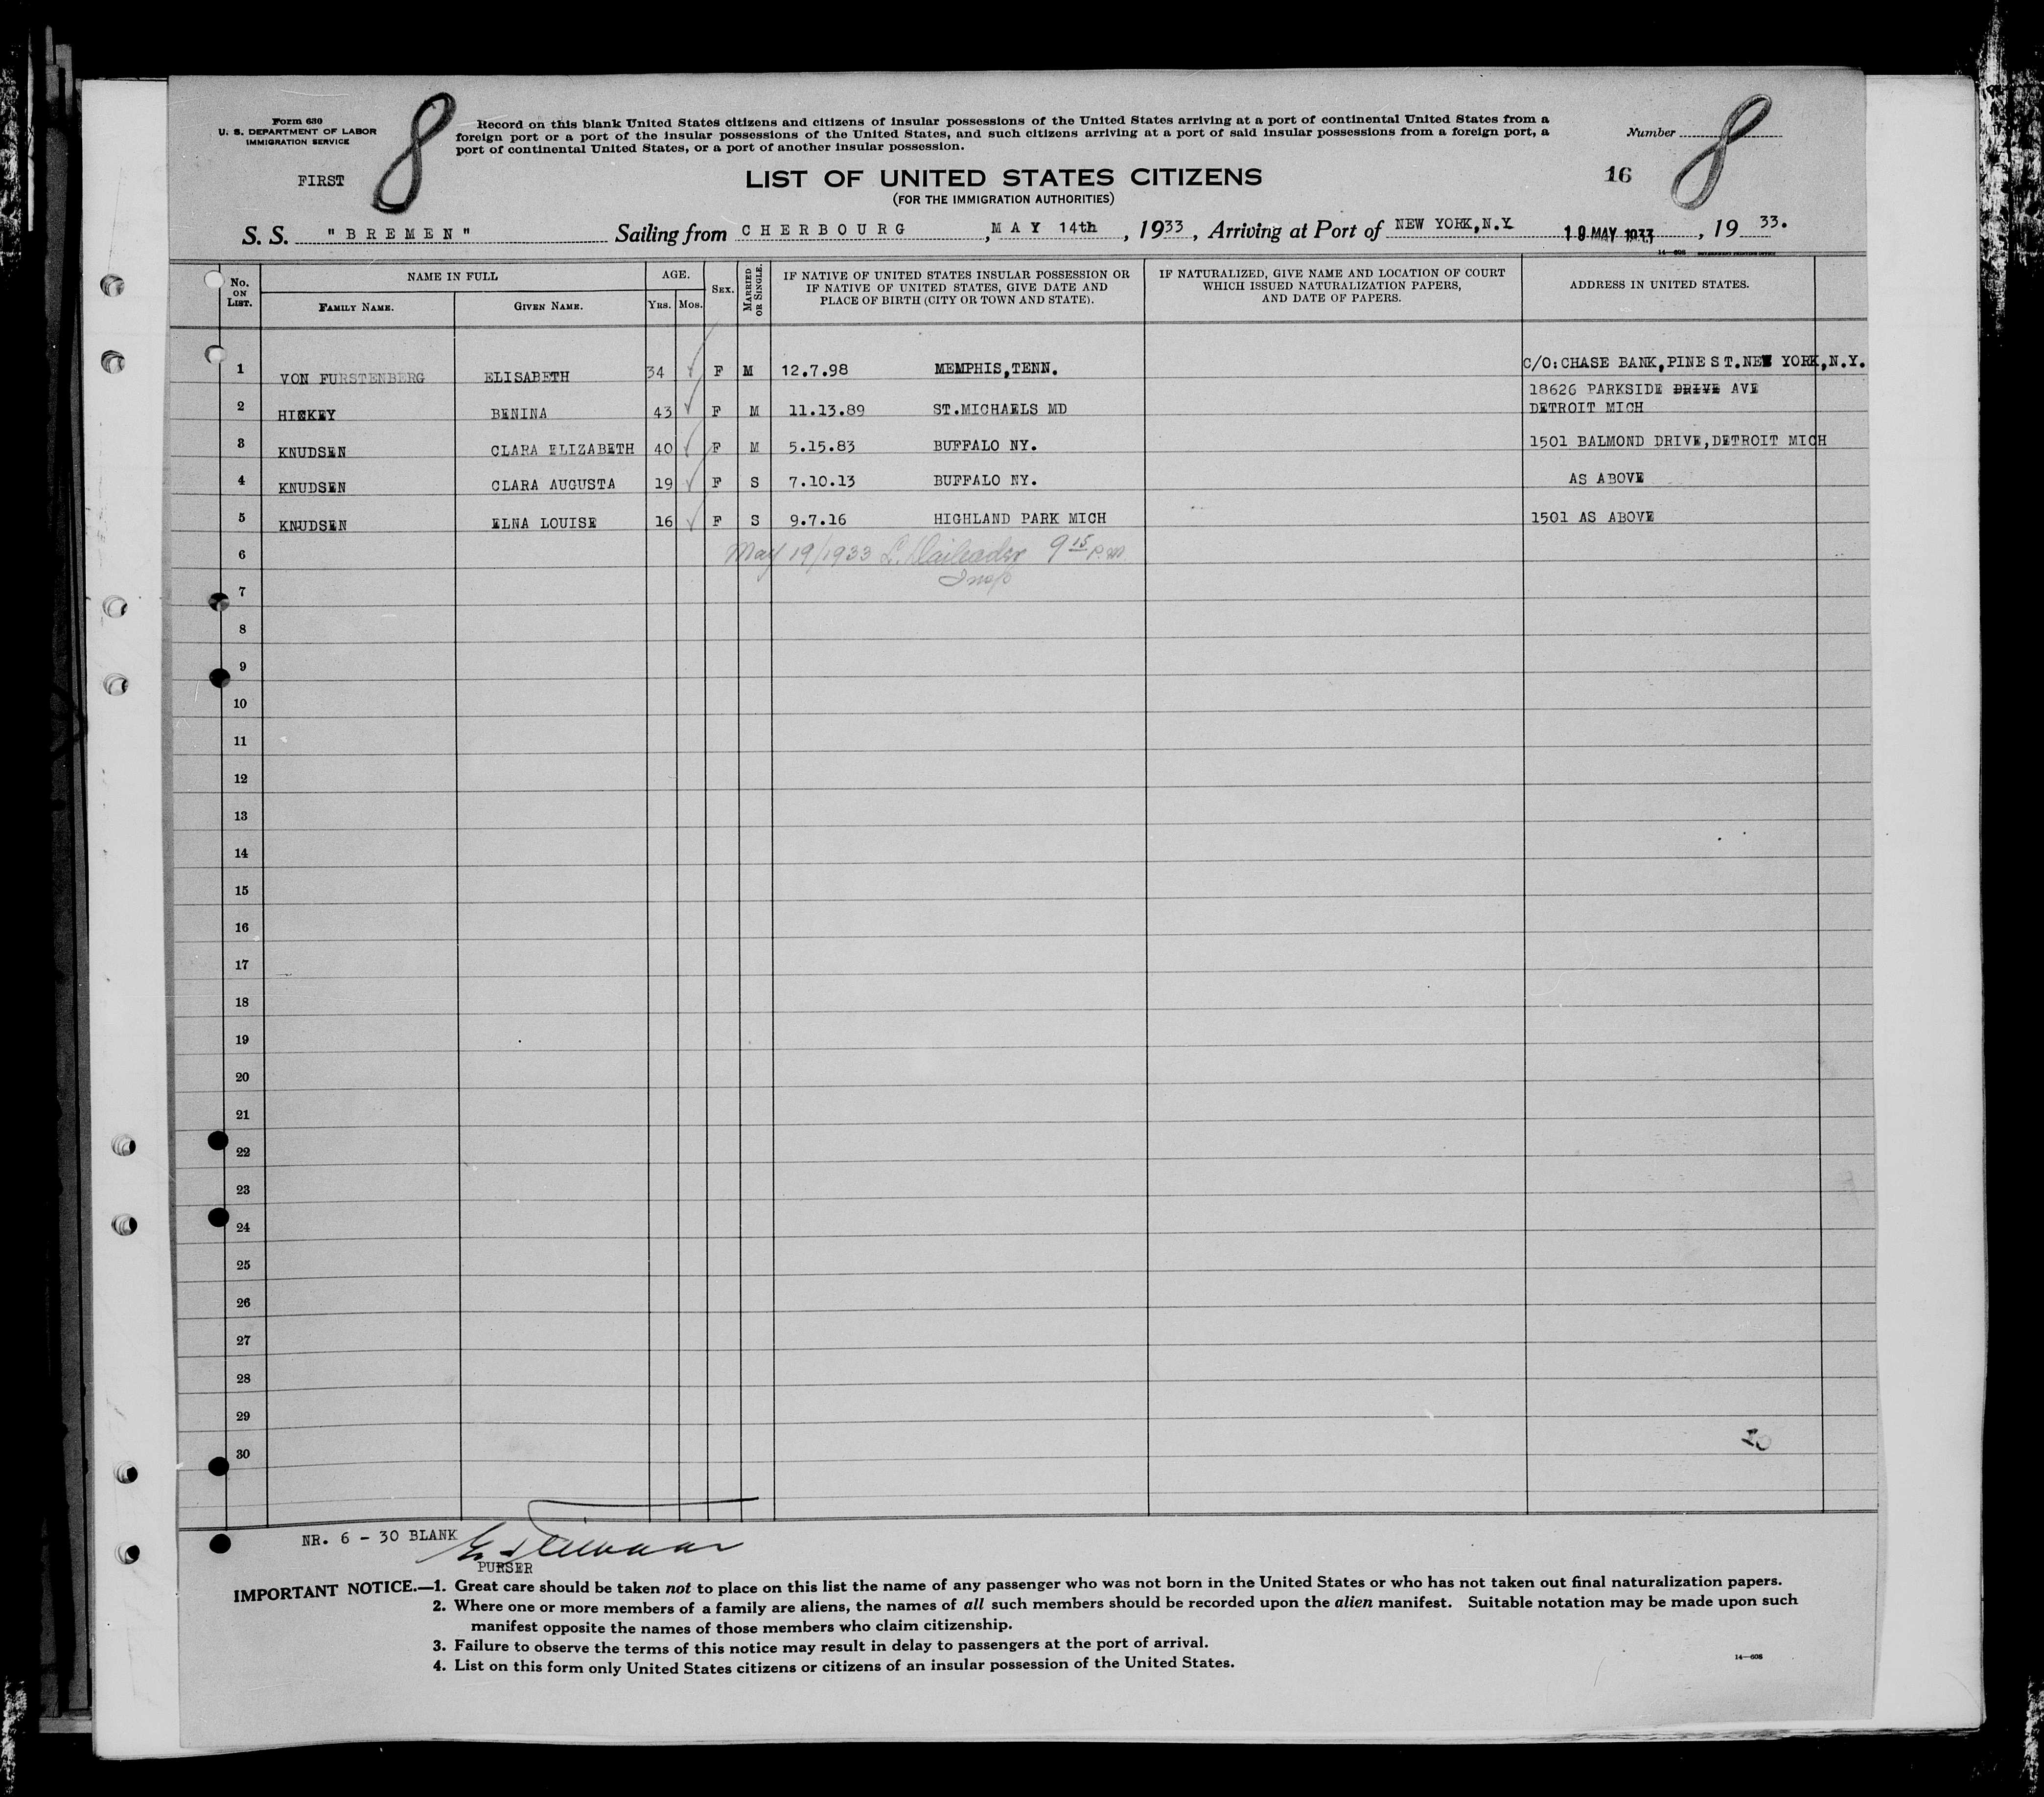 Form 630
U. S. DEPARTMENT OF LABOR
IMMIGRATION SERVICE
8
Record on this blank United States citizens and citizens of insular possessions of the United States arriving at a port of continental United States from a
foreign port or a port of the insular possessions of the United States, and such citizens arriving at a port of said insular possessions from a foreign port, a
port of continental United States, or a port of another insular possession.
Number 8
FIRST
LIST OF UNITED STATES CITIZENS
16
(FOR THE IMMIGRATION AUTHORITIES)
S. S. "BREMEN" Sailing from CHERBOURG, MAY 14th, 1933, Arriving at Port of NEW YORK,N.Y. 19 MAY 1933, 1933.
14—608 GOVERNMENT PRINTING OFFICE
No. ON LIST. NAME IN FULL FAMILY NAME. GIVEN NAME. AGE. YRS. MOS. SEX. MARRIED OR SINGLE. IF NATIVE OF UNITED STATES INSULAR POSSESSION OR IF NATIVE OF UNITED STATES, GIVE DATE AND PLACE OF BIRTH (CITY OR TOWN AND STATE). IF NATURALIZED, GIVE NAME AND LOCATION OF COURT WHICH ISSUED NATURALIZATION PAPERS, AND DATE OF PAPERS. ADDRESS IN UNITED STATES.
1 VON FURSTENBERG ELISABETH 34 F M 12.7.98 MEMPHIS,TENN. C/O:CHASE BANK,PINE ST.NEW YORK,N.Y.
2 HICKEY BENINA 43 F M 11.13.89 ST.MICHAELS MD 18626 PARKSIDE DRIVE AVE DETROIT MICH
3 KNUDSEN CLARA ELIZABETH 40 F M 5.15.83 BUFFALO NY. 1501 BALMOND DRIVE,DETROIT MICH
4 KNUDSEN CLARA AUGUSTA 19 F S 7.10.13 BUFFALO NY. AS ABOVE
5 KNUDSEN ELNA LOUISE 16 F S 9.7.16 HIGHLAND PARK MICH 1501 AS ABOVE
6 May 19/1933 9 15 P.M.
Insp
7
8
9
10
11
12
13
14
15
16
17
18
19
20
21
22
23
24
25
26
27
28
29
30
NR. 6 - 30 BLANK
PURSER
IMPORTANT NOTICE.—1. Great care should be taken not to place on this list the name of any passenger who was not born in the United States or who has not taken out final naturalization papers.
2. Where one or more members of a family are aliens, the names of all such members should be recorded upon the alien manifest. Suitable notation may be made upon such
manifest opposite the names of those members who claim citizenship.
3. Failure to observe the terms of this notice may result in delay to passengers at the port of arrival.
4. List on this form only United States citizens or citizens of an insular possession of the United States.
14—608